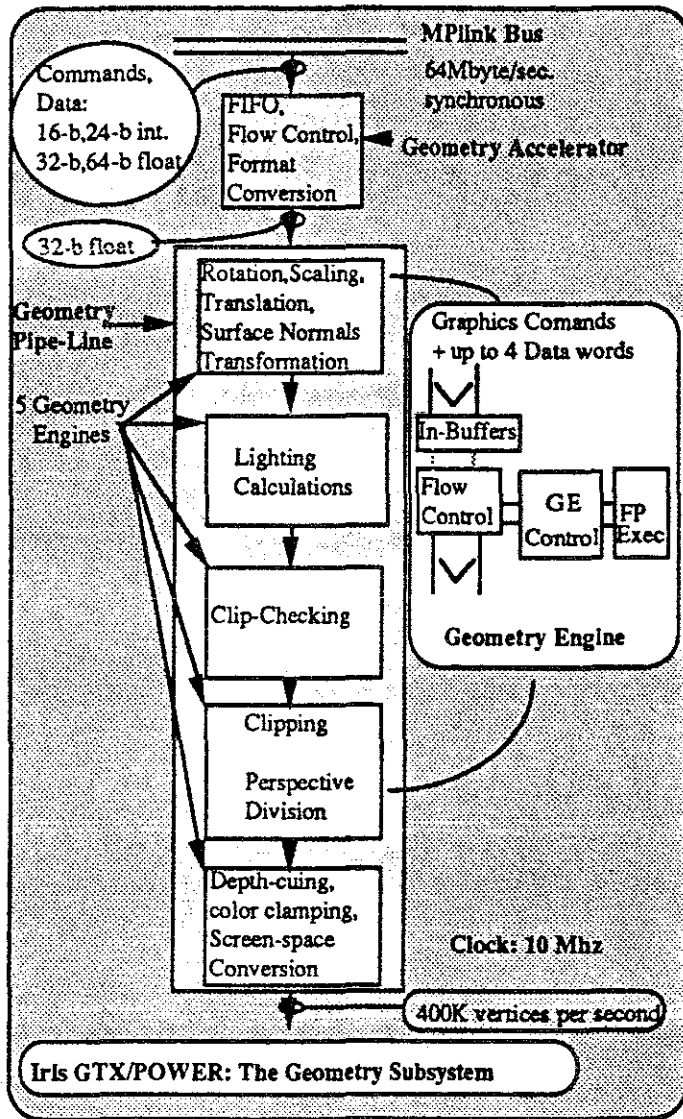 MPlink Bus
64Mbyte/sec.
synchronous
Commands,
Data:
16-b,24-b int.
32-b,64-b float
FIFO,
Flow Control,
Format
Conversion
Geometry Accelerator
32-b float
Rotation,Scaling,
Translation,
Surface Normals
Transformation
Geometry
Pipe-Line
5 Geometry
Engines
Lighting
Calculations
Clip-Checking
Clipping
Perspective
Division
Depth-cuing,
color clamping,
Screen-space
Conversion
Graphics Comands
+ up to 4 Data words
In-Buffers
Flow
Control
GE
Control
FP
Exec
Geometry Engine
Clock: 10 Mhz
400K vertices per second
Iris GTX/POWER: The Geometry Subsystem